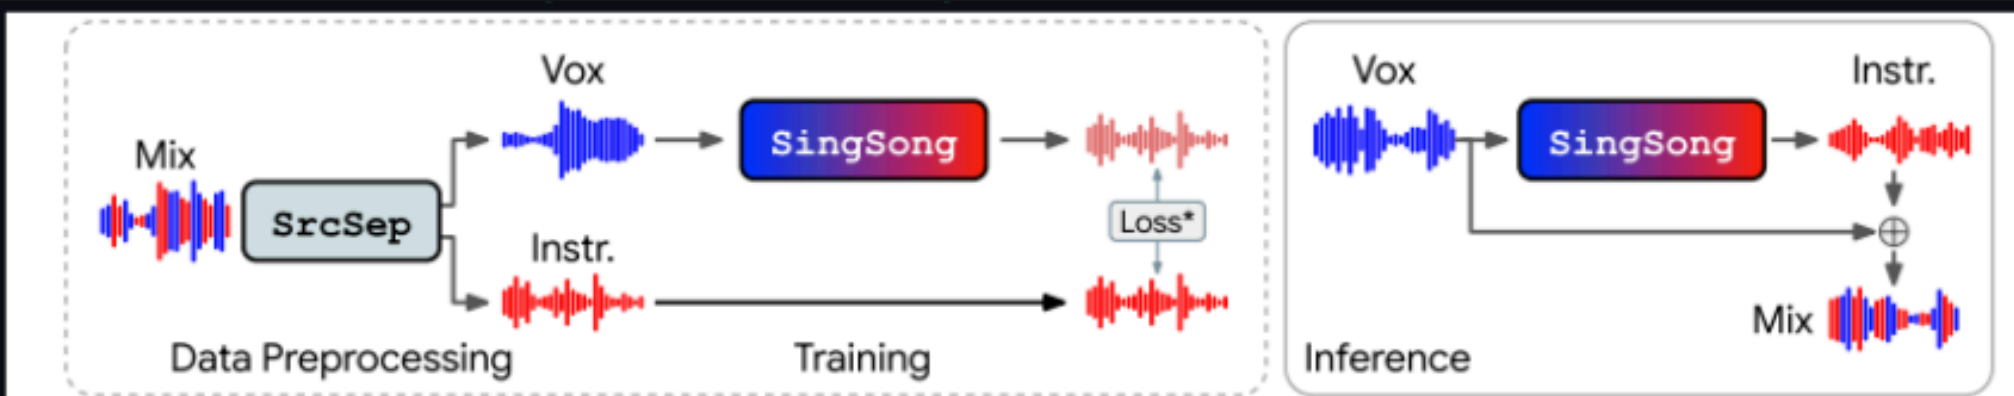 Mix
SrcSep
Vox
SingSong
Instr.
Loss*
Data Preprocessing
Training
Vox
SingSong
Instr.
Mix
Inference